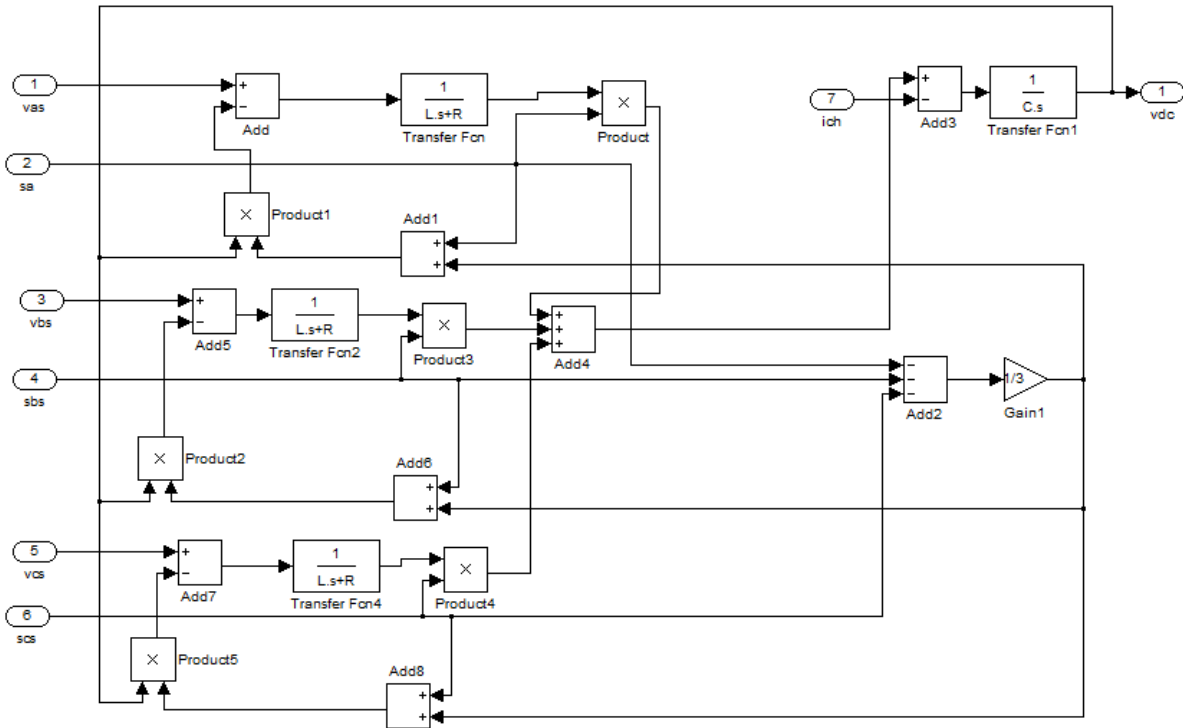 1
vas
+
−
Add
1
L.s+R
Transfer Fcn
×
Product
7
ich
+
−
Add3
1
C.s
Transfer Fcn1
1
vdc
2
sa
×
Product1
Add1
+
+
3
vbs
+
−
Add5
1
L.s+R
Transfer Fcn2
×
Product3
+
+
+
Add4
4
sbs
−
−
−
Add2
1/3
Gain1
×
Product2
Add6
+
+
5
vcs
+
−
Add7
1
L.s+R
Transfer Fcn4
×
Product4
6
scs
×
Product5
Add8
+
+